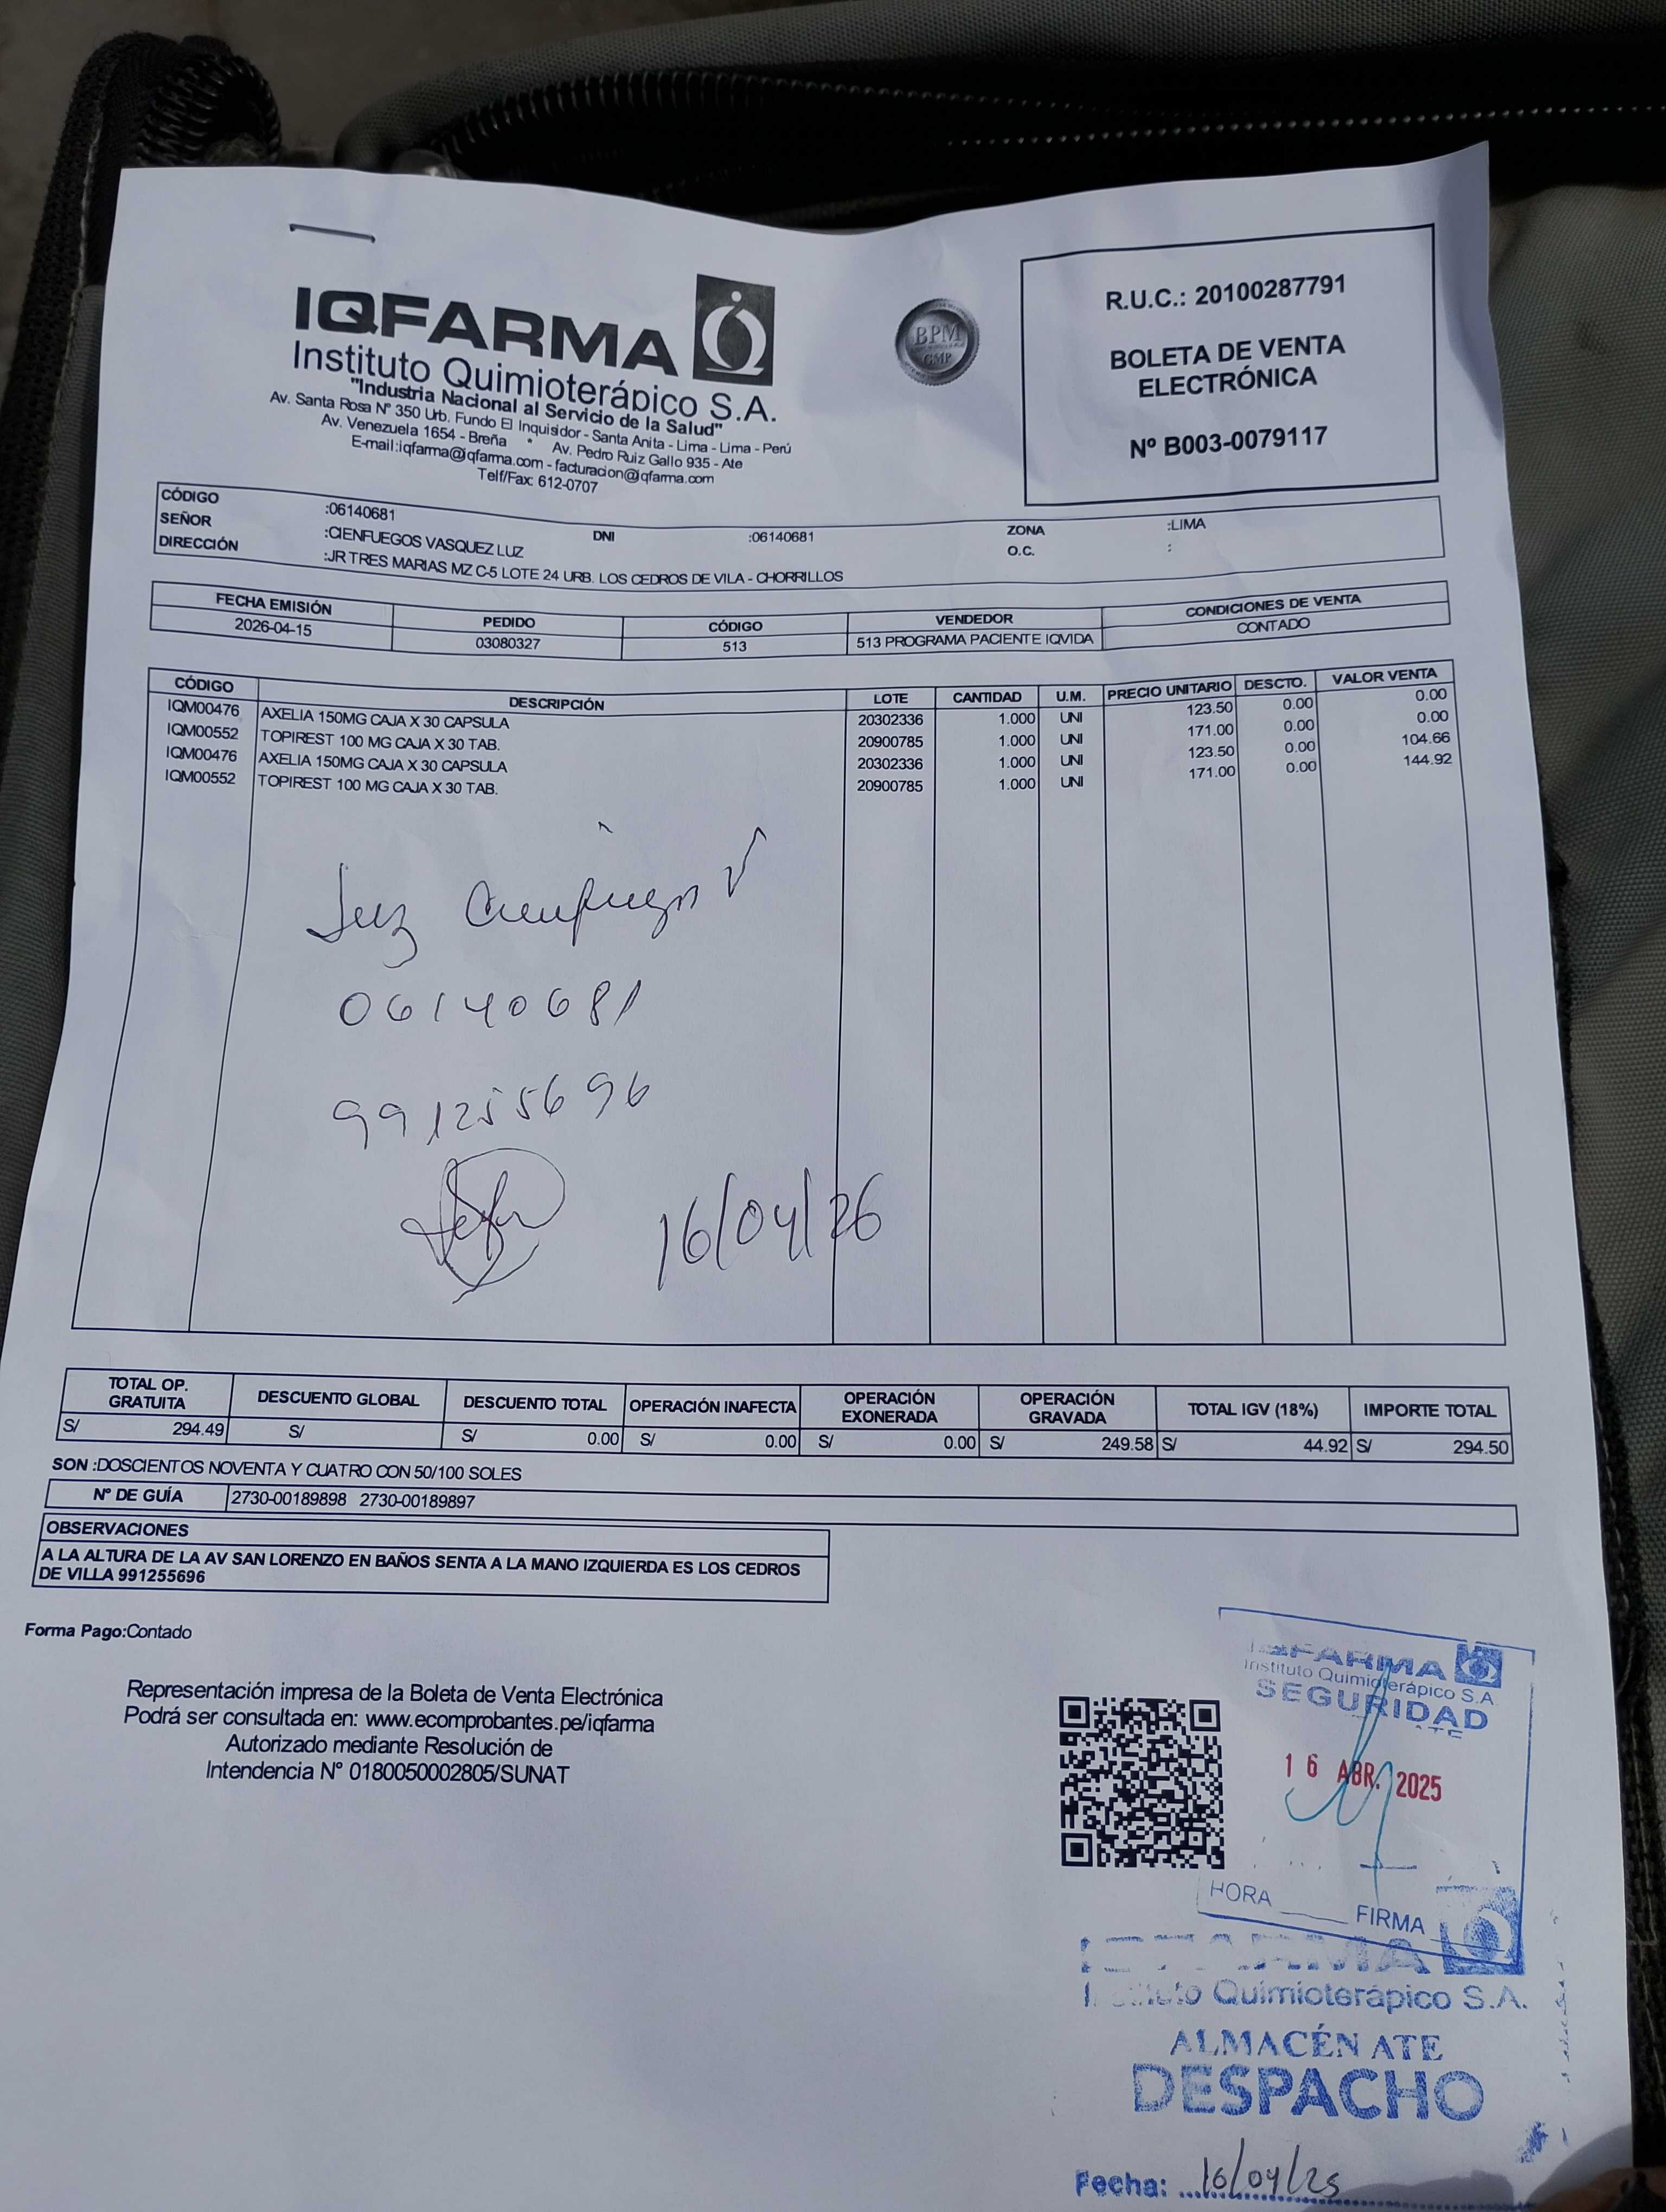 IQFARMA
Instituto Quimioterápico S.A.
"Industria Nacional al Servicio de la Salud"
Av. Santa Rosa Nº 350 Urb. Fundo El Inquisidor - Santa Anita - Lima - Lima - Perú
Av. Venezuela 1654 - Breña * Av. Pedro Ruiz Gallo 935 - Ate
E-mail:iqfarma@iqfarma.com - facturacion@iqfarma.com
Telf/Fax: 612-0707
BPM
GMP
R.U.C.: 20100287791
BOLETA DE VENTA
ELECTRÓNICA
Nº B003-0079117
CÓDIGO :06140681 DNI :06140681 ZONA :LIMA
SEÑOR :CIENFUEGOS VASQUEZ LUZ O.C. :
DIRECCIÓN :JR TRES MARIAS MZ C-5 LOTE 24 URB. LOS CEDROS DE VILA - CHORRILLOS
FECHA EMISIÓN PEDIDO CÓDIGO VENDEDOR CONDICIONES DE VENTA
2026-04-15 03080327 513 513 PROGRAMA PACIENTE IQVIDA CONTADO
CÓDIGO DESCRIPCIÓN LOTE CANTIDAD U.M. PRECIO UNITARIO DESCTO. VALOR VENTA
IQM00476 AXELIA 150MG CAJA X 30 CAPSULA 20302336 1.000 UNI 123.50 0.00 0.00
IQM00552 TOPIREST 100 MG CAJA X 30 TAB. 20900785 1.000 UNI 171.00 0.00 0.00
IQM00476 AXELIA 150MG CAJA X 30 CAPSULA 20302336 1.000 UNI 123.50 0.00 104.66
IQM00552 TOPIREST 100 MG CAJA X 30 TAB. 20900785 1.000 UNI 171.00 0.00 144.92
Luz Cienfuegos V
06140681
991255696
16/04/26
TOTAL OP. GRATUITA DESCUENTO GLOBAL DESCUENTO TOTAL OPERACIÓN INAFECTA OPERACIÓN EXONERADA OPERACIÓN GRAVADA TOTAL IGV (18%) IMPORTE TOTAL
S/ 294.49 S/ S/ 0.00 S/ 0.00 S/ 0.00 S/ 249.58 S/ 44.92 S/ 294.50
SON :DOSCIENTOS NOVENTA Y CUATRO CON 50/100 SOLES
Nº DE GUÍA 2730-00189898 2730-00189897
OBSERVACIONES
A LA ALTURA DE LA AV SAN LORENZO EN BAÑOS SENTA A LA MANO IZQUIERDA ES LOS CEDROS
DE VILLA 991255696
Forma Pago:Contado
Representación impresa de la Boleta de Venta Electrónica
Podrá ser consultada en: www.ecomprobantes.pe/iqfarma
Autorizado mediante Resolución de
Intendencia Nº 0180050002805/SUNAT
IQFARMA
Instituto Quimioterápico S.A.
SEGURIDAD
ATE
16 ABR. 2025
HORA FIRMA
IQFARMA
Instituto Quimioterápico S.A.
ALMACÉN ATE
DESPACHO
Fecha: 16/04/25